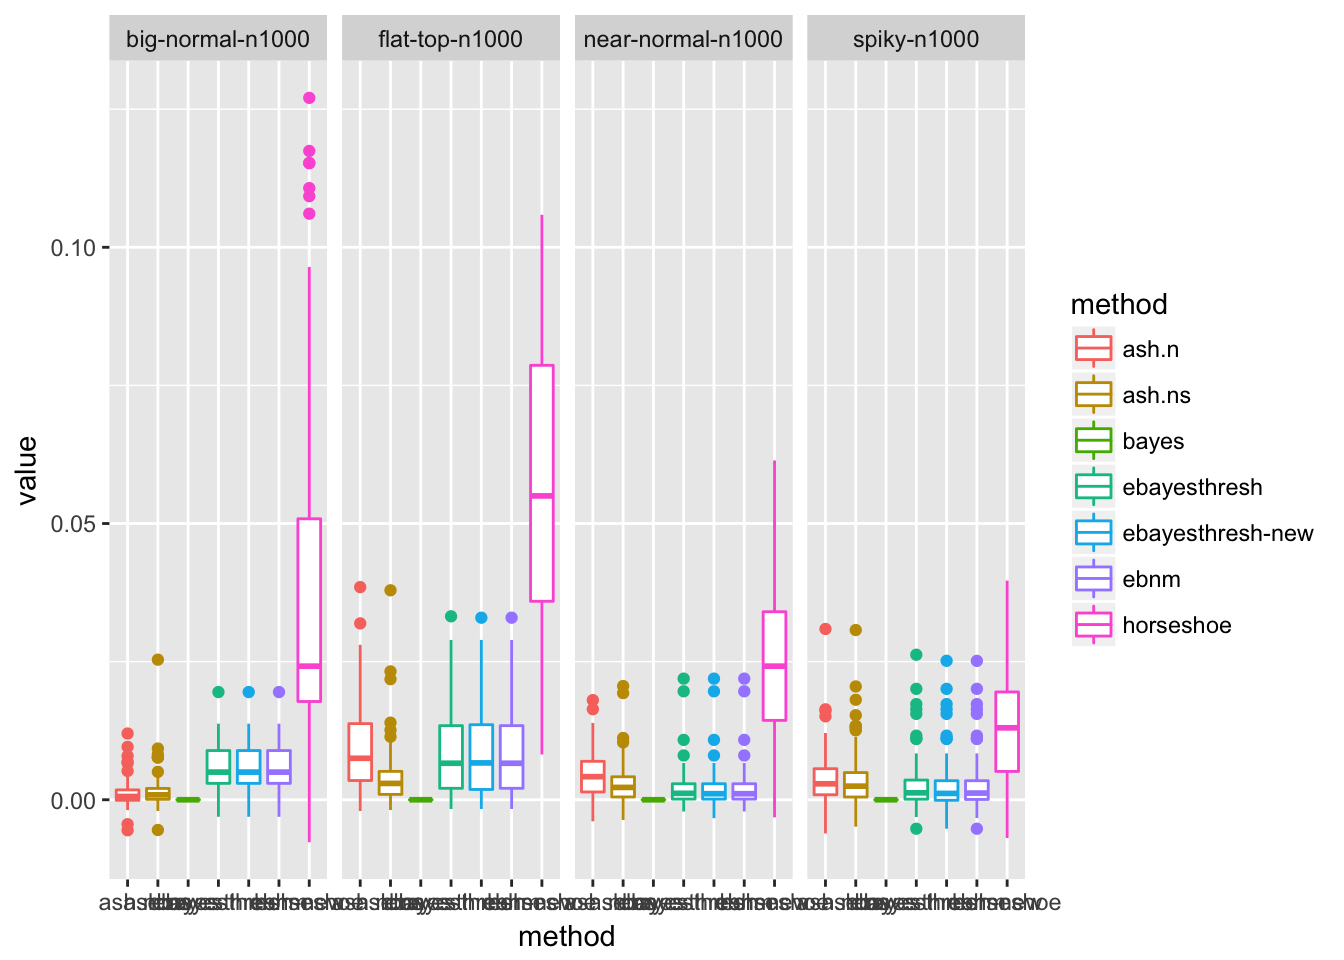 big-normal-n1000
flat-top-n1000
near-normal-n1000
spiky-n1000
0.10
0.05
0.00
value
method
method
ash.n
ash.ns
bayes
ebayesthresh
ebayesthresh-new
ebnm
horseshoe